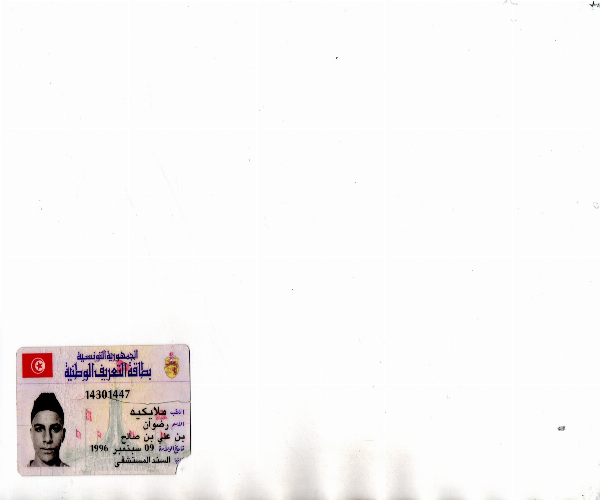 الجمهورية التونسية
بطاقة التعريف الوطنية
14301447
اللقب ملايكيه
الاسم رضوان
بن علي بن صالح
تاريخ الولادة 09 سبتمبر 1996
السند المستشفى